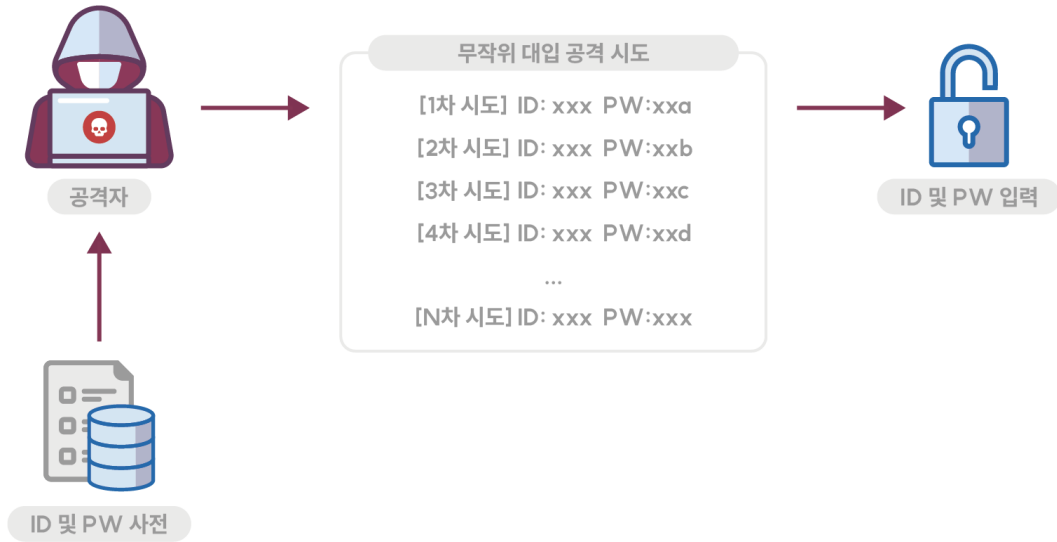 무작위 대입 공격 시도
[1차 시도] ID: xxx PW:xxa
[2차 시도] ID: xxx PW:xxb
[3차 시도] ID: xxx PW:xxc
[4차 시도] ID: xxx PW:xxd
...
[N차 시도] ID: xxx PW:xxx
공격자
ID 및 PW 입력
ID 및 PW 사전